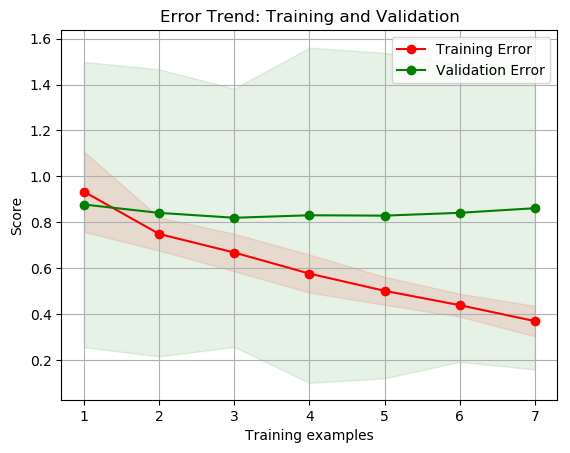 Error Trend: Training and Validation
1.6
1.4
1.2
1.0
0.8
0.6
0.4
0.2
Score
Training Error
Validation Error
1 2 3 4 5 6 7
Training examples